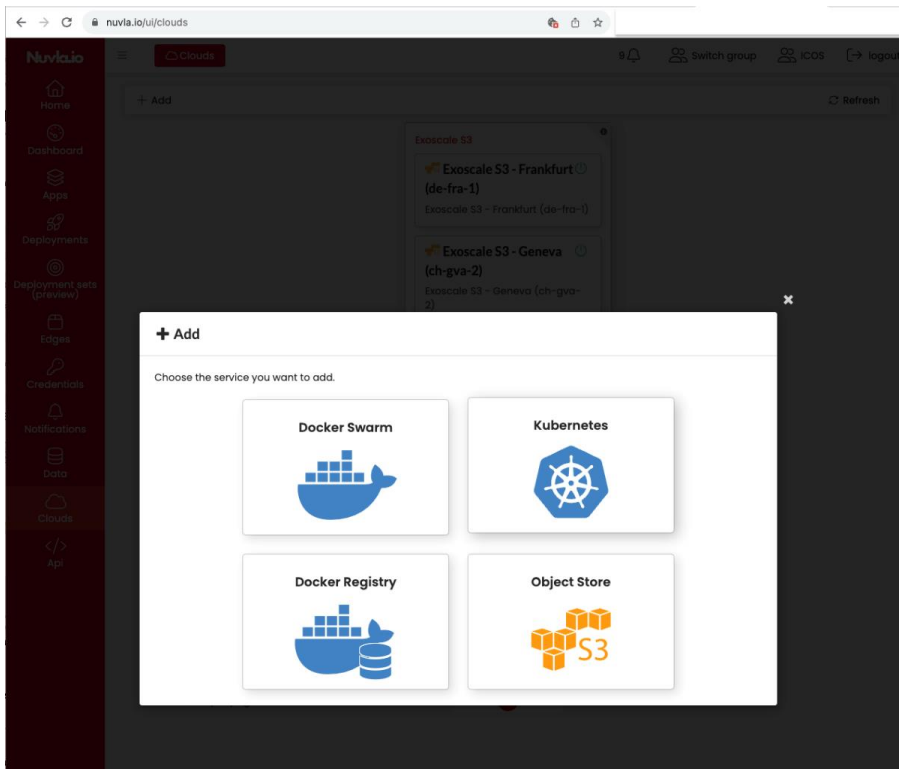 nuvla.io/ui/clouds
Nuvla.io
Clouds
Switch group
ICOS
logout
Home
Add
Refresh
Dashboard
Exoscale S3
Exoscale S3 - Frankfurt
(de-fra-1)
Exoscale S3 - Frankfurt (de-fra-1)
Apps
Deployments
Exoscale S3 - Geneva
(ch-gva-2)
Exoscale S3 - Geneva (ch-gva-
2)
Deployment sets
(preview)
Edges
Credentials
Notifications
Data
Clouds
Api
Add
Choose the service you want to add.
Docker Swarm
Kubernetes
Docker Registry
Object Store
S3